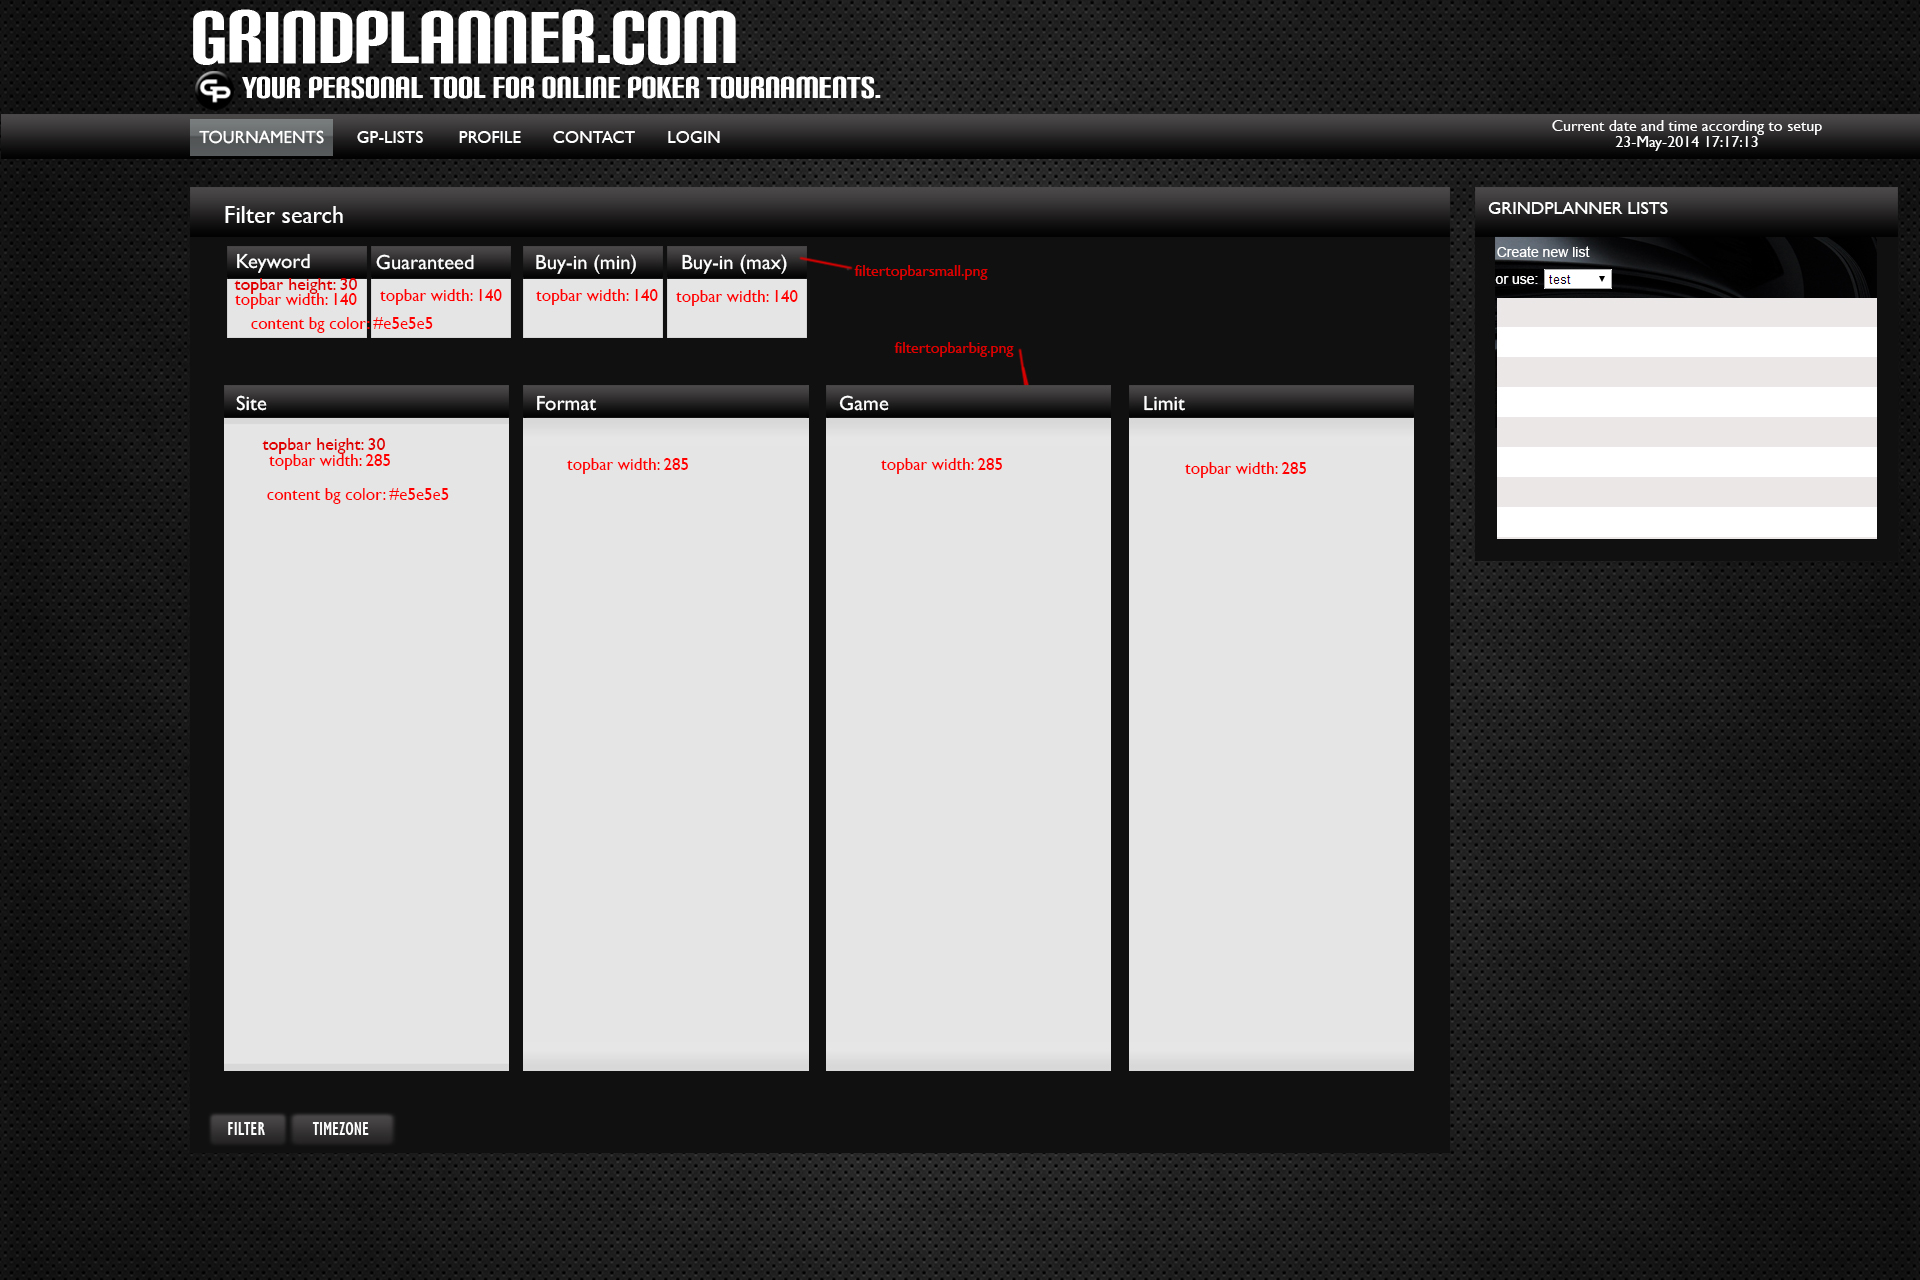 GRINDPLANNER.COM
GP YOUR PERSONAL TOOL FOR ONLINE POKER TOURNAMENTS.
TOURNAMENTS GP-LISTS PROFILE CONTACT LOGIN
Current date and time according to setup
23-May-2014 17:17:13
Filter search
Keyword Guaranteed Buy-in (min) Buy-in (max)
filtertopbarsmall.png
topbar height: 30
topbar width: 140 topbar width: 140 topbar width: 140 topbar width: 140
content bg color: #e5e5e5
filtertopbarbig.png
Site Format Game Limit
topbar height: 30
topbar width: 285 topbar width: 285 topbar width: 285 topbar width: 285
content bg color: #e5e5e5
FILTER TIMEZONE
GRINDPLANNER LISTS
Create new list
or use: test